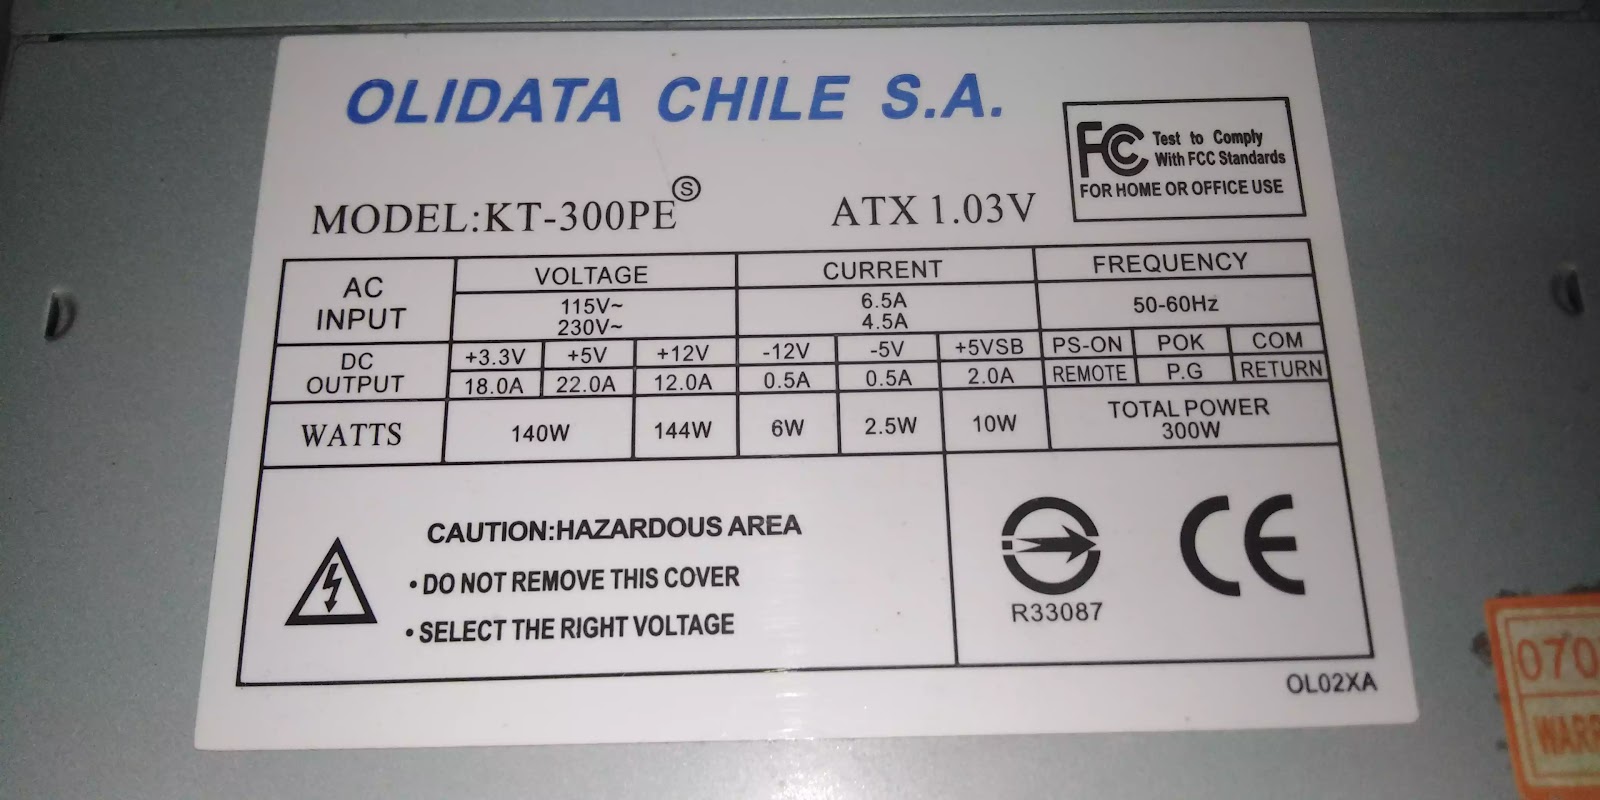 OLIDATA CHILE S.A.
FCC Test to Comply
With FCC Standards
FOR HOME OR OFFICE USE
MODEL:KT-300PE Ⓢ ATX 1.03V
AC INPUT
VOLTAGE CURRENT FREQUENCY
115V~ 6.5A 50-60Hz
230V~ 4.5A
DC OUTPUT
+3.3V +5V +12V -12V -5V +5VSB PS-ON POK COM
18.0A 22.0A 12.0A 0.5A 0.5A 2.0A REMOTE P.G RETURN
WATTS 140W 144W 6W 2.5W 10W TOTAL POWER
300W
CAUTION:HAZARDOUS AREA
• DO NOT REMOVE THIS COVER
• SELECT THE RIGHT VOLTAGE
R33087
CE
OL02XA
070
WARR